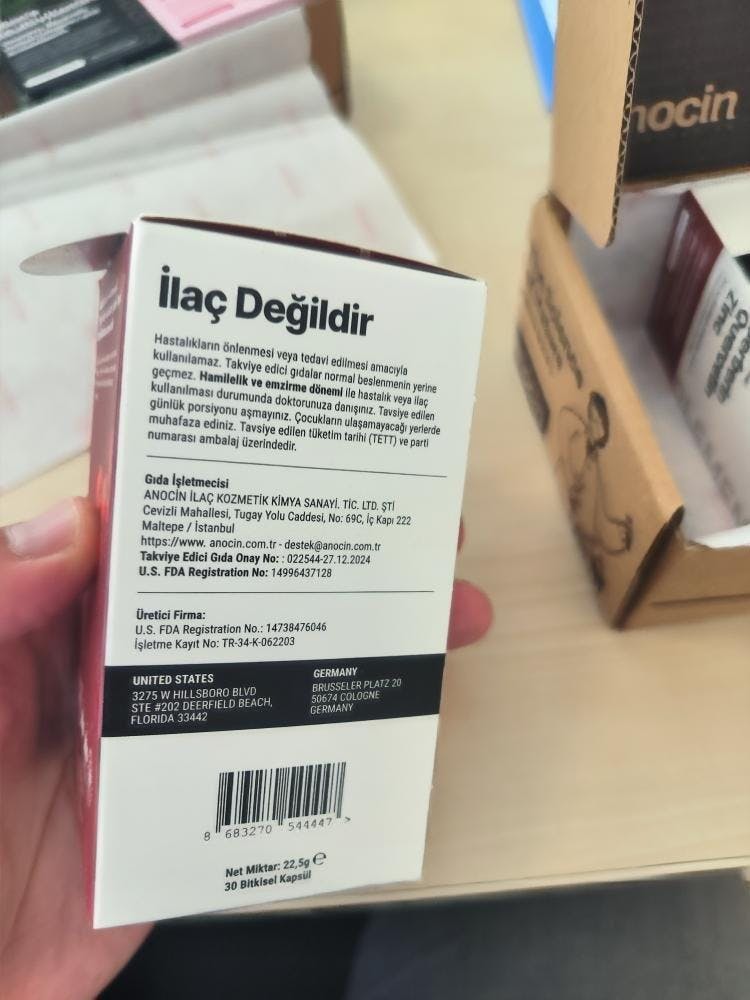 nocin
İlaç Değildir
Hastalıkların önlenmesi veya tedavi edilmesi amacıyla
kullanılamaz. Takviye edici gıdalar normal beslenmenin yerine
geçmez. Hamilelik ve emzirme dönemi ile hastalık veya ilaç
kullanılması durumunda doktorunuza danışınız. Tavsiye edilen
günlük porsiyonu aşmayınız. Çocukların ulaşamayacağı yerlerde
muhafaza ediniz. Tavsiye edilen tüketim tarihi (TETT) ve parti
numarası ambalaj üzerindedir.
Gıda İşletmecisi
ANOCİN İLAÇ KOZMETİK KİMYA SANAYİ. TİC. LTD. ŞTİ
Cevizli Mahallesi, Tugay Yolu Caddesi, No: 69C, İç Kapı 222
Maltepe / İstanbul
https://www. anocin.com.tr - destek@anocin.com.tr
Takviye Edici Gıda Onay No: : 022544-27.12.2024
U.S. FDA Registration No: 14996437128
Üretici Firma:
U.S. FDA Registration No.: 14738476046
İşletme Kayıt No: TR-34-K-062203
UNITED STATES
3275 W HILLSBORO BLVD
STE #202 DEERFIELD BEACH,
FLORIDA 33442
GERMANY
BRUSSELER PLATZ 20
50674 COLOGNE
GERMANY
8 683270 544447 >
Net Miktar: 22,5g ℮
30 Bitkisel Kapsül
Zinc